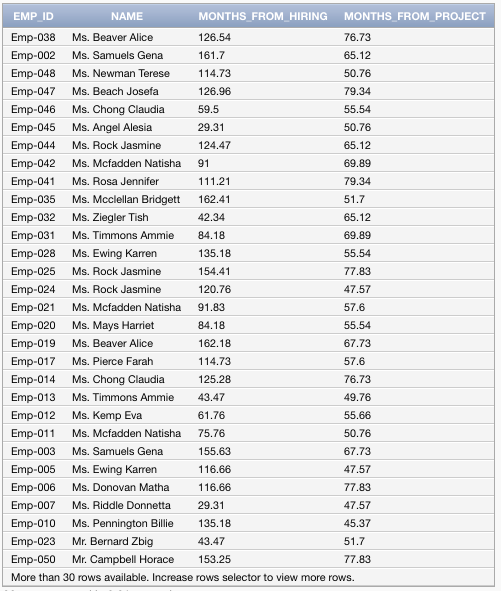 EMP_ID NAME MONTHS_FROM_HIRING MONTHS_FROM_PROJECT
Emp-038 Ms. Beaver Alice 126.54 76.73
Emp-002 Ms. Samuels Gena 161.7 65.12
Emp-048 Ms. Newman Terese 114.73 50.76
Emp-047 Ms. Beach Josefa 126.96 79.34
Emp-046 Ms. Chong Claudia 59.5 55.54
Emp-045 Ms. Angel Alesia 29.31 50.76
Emp-044 Ms. Rock Jasmine 124.47 65.12
Emp-042 Ms. Mcfadden Natisha 91 69.89
Emp-041 Ms. Rosa Jennifer 111.21 79.34
Emp-035 Ms. Mcclellan Bridgett 162.41 51.7
Emp-032 Ms. Ziegler Tish 42.34 65.12
Emp-031 Ms. Timmons Ammie 84.18 69.89
Emp-028 Ms. Ewing Karren 135.18 55.54
Emp-025 Ms. Rock Jasmine 154.41 77.83
Emp-024 Ms. Rock Jasmine 120.76 47.57
Emp-021 Ms. Mcfadden Natisha 91.83 57.6
Emp-020 Ms. Mays Harriet 84.18 55.54
Emp-019 Ms. Beaver Alice 162.18 67.73
Emp-017 Ms. Pierce Farah 114.73 57.6
Emp-014 Ms. Chong Claudia 125.28 76.73
Emp-013 Ms. Timmons Ammie 43.47 49.76
Emp-012 Ms. Kemp Eva 61.76 55.66
Emp-011 Ms. Mcfadden Natisha 75.76 50.76
Emp-003 Ms. Samuels Gena 155.63 67.73
Emp-005 Ms. Ewing Karren 116.66 47.57
Emp-006 Ms. Donovan Matha 116.66 77.83
Emp-007 Ms. Riddle Donnetta 29.31 47.57
Emp-010 Ms. Pennington Billie 135.18 45.37
Emp-023 Mr. Bernard Zbig 43.47 51.7
Emp-050 Mr. Campbell Horace 153.25 77.83
More than 30 rows available. Increase rows selector to view more rows.